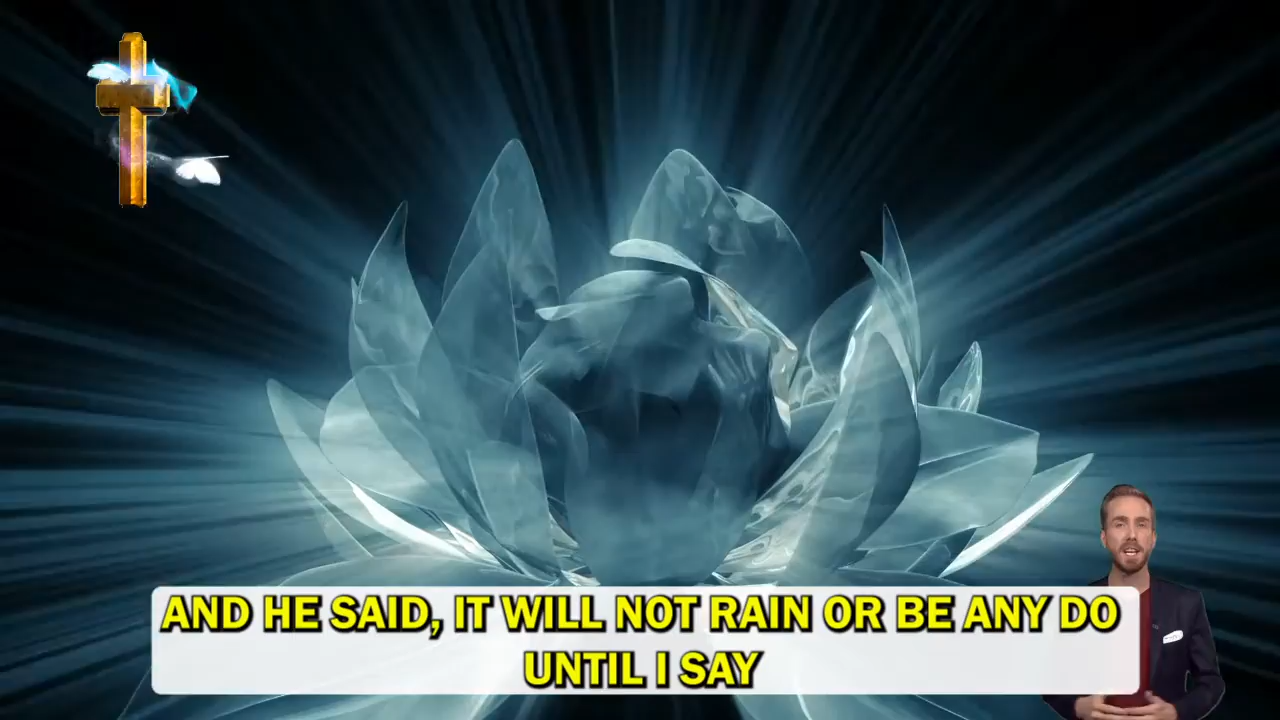 AND HE SAID, IT WILL NOT RAIN OR BE ANY DO
UNTIL I SAY